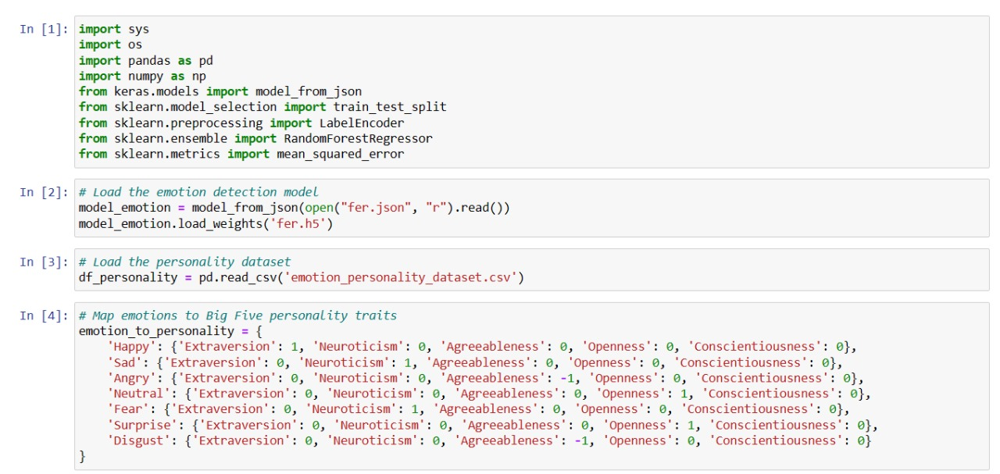 In [1]: import sys
import os
import pandas as pd
import numpy as np
from keras.models import model_from_json
from sklearn.model_selection import train_test_split
from sklearn.preprocessing import LabelEncoder
from sklearn.ensemble import RandomForestRegressor
from sklearn.metrics import mean_squared_error
In [2]: # Load the emotion detection model
model_emotion = model_from_json(open("fer.json", "r").read())
model_emotion.load_weights('fer.h5')
In [3]: # Load the personality dataset
df_personality = pd.read_csv('emotion_personality_dataset.csv')
In [4]: # Map emotions to Big Five personality traits
emotion_to_personality = {
    'Happy': {'Extraversion': 1, 'Neuroticism': 0, 'Agreeableness': 0, 'Openness': 0, 'Conscientiousness': 0},
    'Sad': {'Extraversion': 0, 'Neuroticism': 1, 'Agreeableness': 0, 'Openness': 0, 'Conscientiousness': 0},
    'Angry': {'Extraversion': 0, 'Neuroticism': 0, 'Agreeableness': -1, 'Openness': 0, 'Conscientiousness': 0},
    'Neutral': {'Extraversion': 0, 'Neuroticism': 0, 'Agreeableness': 0, 'Openness': 1, 'Conscientiousness': 0},
    'Fear': {'Extraversion': 0, 'Neuroticism': 1, 'Agreeableness': 0, 'Openness': 0, 'Conscientiousness': 0},
    'Surprise': {'Extraversion': 0, 'Neuroticism': 0, 'Agreeableness': 0, 'Openness': 1, 'Conscientiousness': 0},
    'Disgust': {'Extraversion': 0, 'Neuroticism': 0, 'Agreeableness': -1, 'Openness': 0, 'Conscientiousness': 0}
}